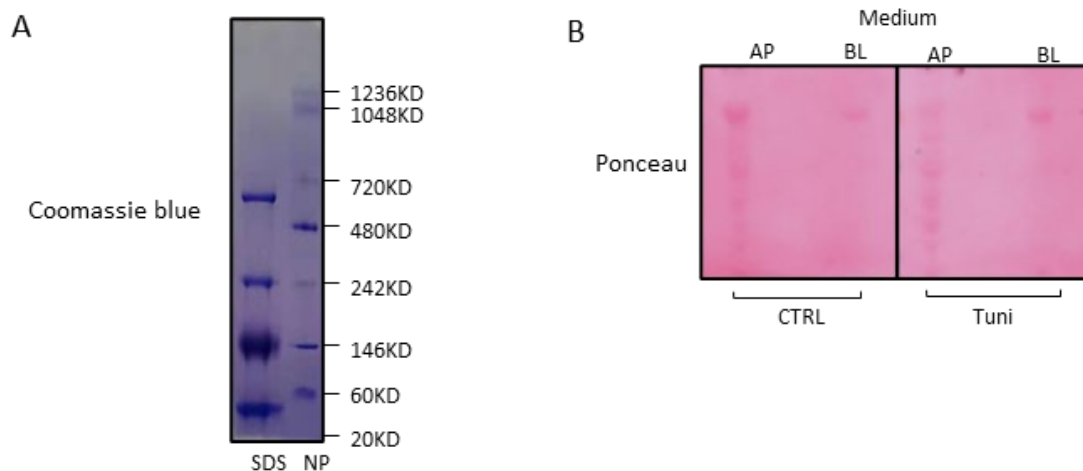 A
Coomassie blue
1236KD
1048KD
720KD
480KD
242KD
146KD
60KD
20KD
SDS NP
B
Medium
AP BL AP BL
Ponceau
CTRL Tuni